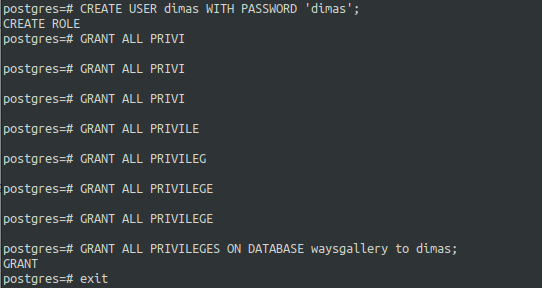 postgres=# CREATE USER dimas WITH PASSWORD 'dimas';
CREATE ROLE
postgres=# GRANT ALL PRIVI
postgres=# GRANT ALL PRIVI
postgres=# GRANT ALL PRIVI
postgres=# GRANT ALL PRIVILE
postgres=# GRANT ALL PRIVILEG
postgres=# GRANT ALL PRIVILEGE
postgres=# GRANT ALL PRIVILEGE
postgres=# GRANT ALL PRIVILEGES ON DATABASE waysgallery to dimas;
GRANT
postgres=# exit